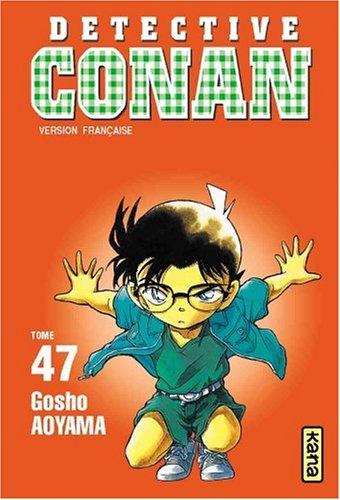 DETECTIVE
CONAN
VERSION FRANÇAISE
TOME
47
Gosho
AOYAMA
kana